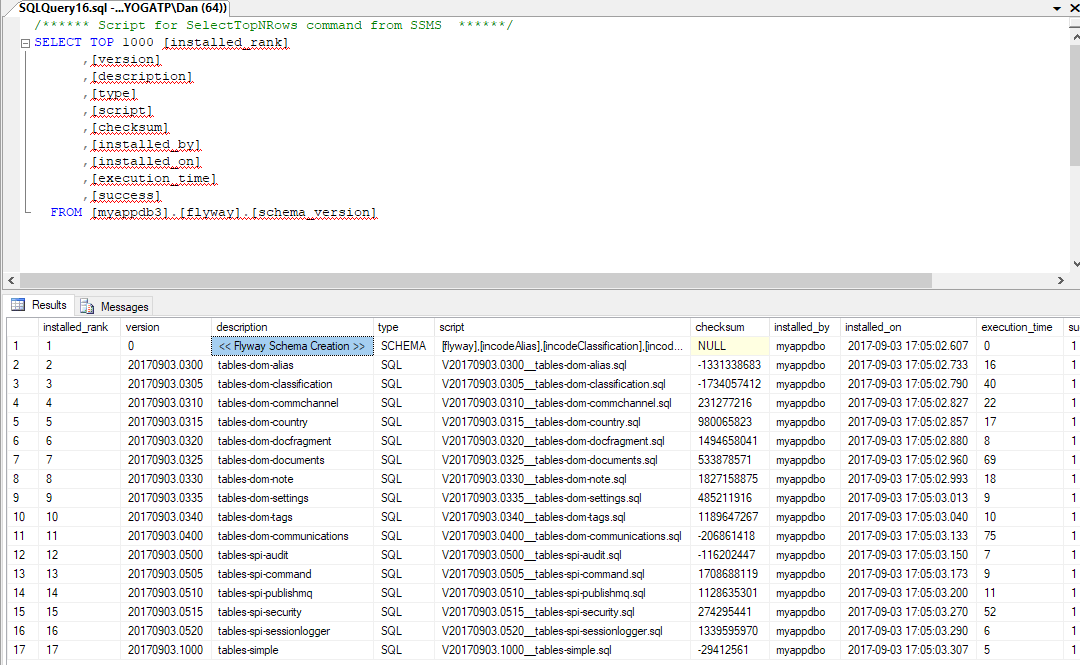 SQLQuery16.sql -...YOGATP\Dan (64))
/****** Script for SelectTopNRows command from SSMS  ******/
SELECT TOP 1000 [installed_rank]
,[version]
,[description]
,[type]
,[script]
,[checksum]
,[installed_by]
,[installed_on]
,[execution_time]
,[success]
FROM [myappdb3].[flyway].[schema_version]
Results Messages
installed_rank version description type script checksum installed_by installed_on execution_time su
1 1 0 << Flyway Schema Creation >> SCHEMA [flyway],[incodeAlias],[incodeClassification],[incod... NULL myappdbo 2017-09-03 17:05:02.607 0
2 2 20170903.0300 tables-dom-alias SQL V20170903.0300__tables-dom-alias.sql -1331338683 myappdbo 2017-09-03 17:05:02.733 16 1
3 3 20170903.0305 tables-dom-classification SQL V20170903.0305__tables-dom-classification.sql -1734057412 myappdbo 2017-09-03 17:05:02.790 40 1
4 4 20170903.0310 tables-dom-commchannel SQL V20170903.0310__tables-dom-commchannel.sql 231277216 myappdbo 2017-09-03 17:05:02.827 22 1
5 5 20170903.0315 tables-dom-country SQL V20170903.0315__tables-dom-country.sql 980065823 myappdbo 2017-09-03 17:05:02.857 17 1
6 6 20170903.0320 tables-dom-docfragment SQL V20170903.0320__tables-dom-docfragment.sql 1494658041 myappdbo 2017-09-03 17:05:02.880 8 1
7 7 20170903.0325 tables-dom-documents SQL V20170903.0325__tables-dom-documents.sql 533878571 myappdbo 2017-09-03 17:05:02.960 69 1
8 8 20170903.0330 tables-dom-note SQL V20170903.0330__tables-dom-note.sql 1827158875 myappdbo 2017-09-03 17:05:02.993 18 1
9 9 20170903.0335 tables-dom-settings SQL V20170903.0335__tables-dom-settings.sql 485211916 myappdbo 2017-09-03 17:05:03.013 9 1
10 10 20170903.0340 tables-dom-tags SQL V20170903.0340__tables-dom-tags.sql 1189647267 myappdbo 2017-09-03 17:05:03.040 10 1
11 11 20170903.0400 tables-dom-communications SQL V20170903.0400__tables-dom-communications.sql -206861418 myappdbo 2017-09-03 17:05:03.133 75 1
12 12 20170903.0500 tables-spi-audit SQL V20170903.0500__tables-spi-audit.sql -116202447 myappdbo 2017-09-03 17:05:03.150 7 1
13 13 20170903.0505 tables-spi-command SQL V20170903.0505__tables-spi-command.sql 1708688119 myappdbo 2017-09-03 17:05:03.173 9 1
14 14 20170903.0510 tables-spi-publishmq SQL V20170903.0510__tables-spi-publishmq.sql 1128635301 myappdbo 2017-09-03 17:05:03.200 11 1
15 15 20170903.0515 tables-spi-security SQL V20170903.0515__tables-spi-security.sql 274295441 myappdbo 2017-09-03 17:05:03.270 52 1
16 16 20170903.0520 tables-spi-sessionlogger SQL V20170903.0520__tables-spi-sessionlogger.sql 1339595970 myappdbo 2017-09-03 17:05:03.290 6 1
17 17 20170903.1000 tables-simple SQL V20170903.1000__tables-simple.sql -29412561 myappdbo 2017-09-03 17:05:03.307 5 1